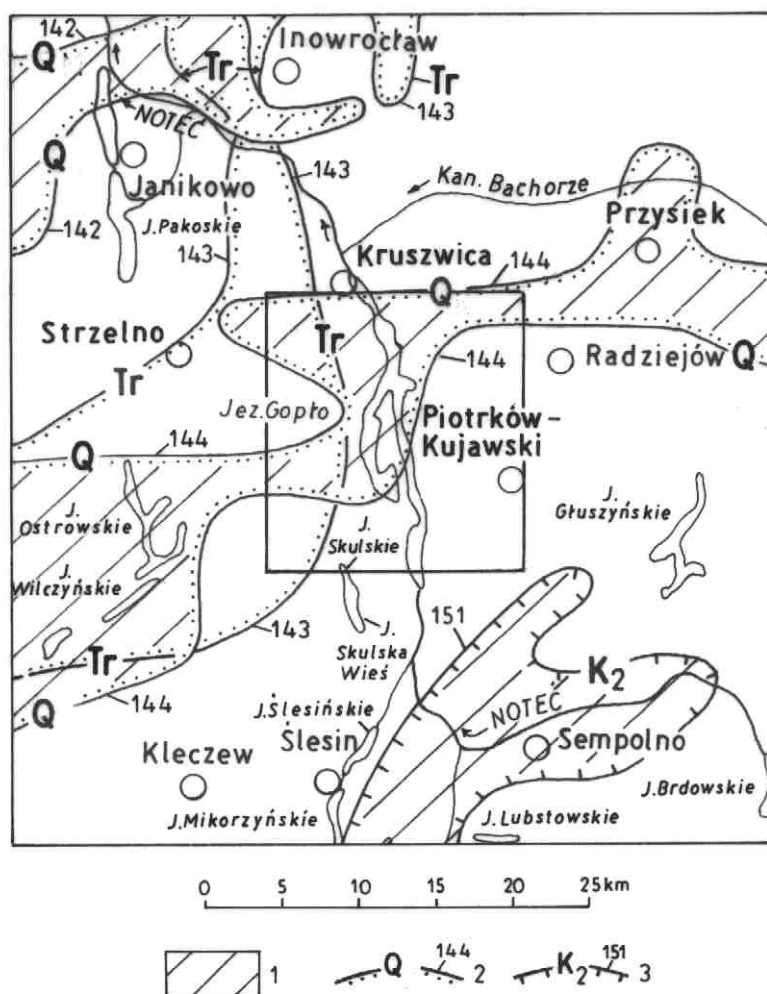 142
Q
Inowrocław
Tr
Tr
143
NOTEĆ
Q
Janikowo
143
Kan. Bachorze
142
J.Pakoskie
143
Przysiek
Kruszwica
144
Q
Strzelno
Tr
Tr
144
Radziejów
Q
Jez.Gopło
Piotrków-
Kujawski
Q
144
J.
Ostrowskie
J.
Skulskie
J.
Głuszyńskie
J.
Wilczyńskie
143
151
J.
Skulska
Wieś
Tr
K2
Q
144
NOTEĆ
J.Ślesińskie
Kleczew
Ślesin
Sempolno
J.Brdowskie
J.Mikorzyńskie
J.Lubstowskie
0 5 10 15 20 25km
1 Q 144 2 K2 151 3